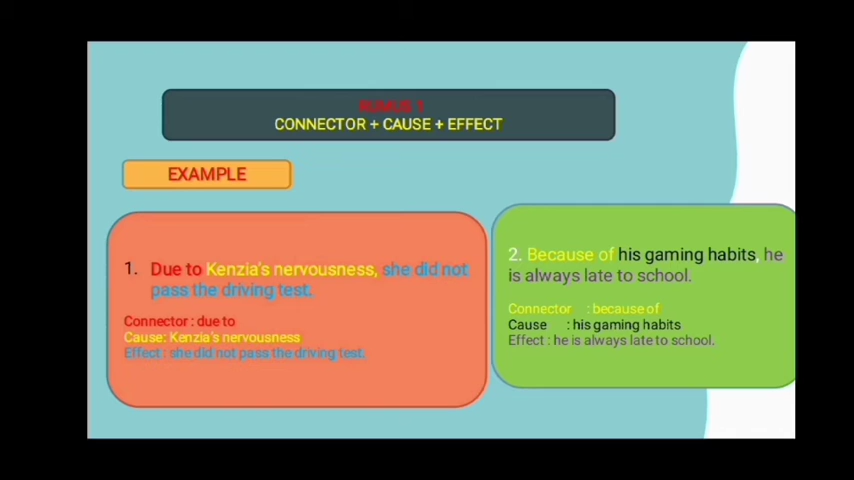 RUMUS 1
CONNECTOR + CAUSE + EFFECT
EXAMPLE
1. Due to Kenzia's nervousness, she did not
pass the driving test.
Connector : due to
Cause: Kenzia's nervousness
Effect : she did not pass the driving test.
2. Because of his gaming habits, he
is always late to school.
Connector : because of
Cause : his gaming habits
Effect : he is always late to school.